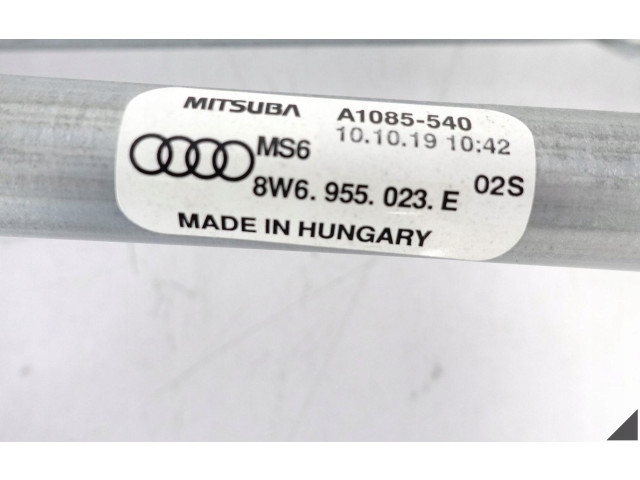 MITSUBA A1085-540
10.10.19 10:42
MS6
8W6. 955. 023. E 02S
MADE IN HUNGARY